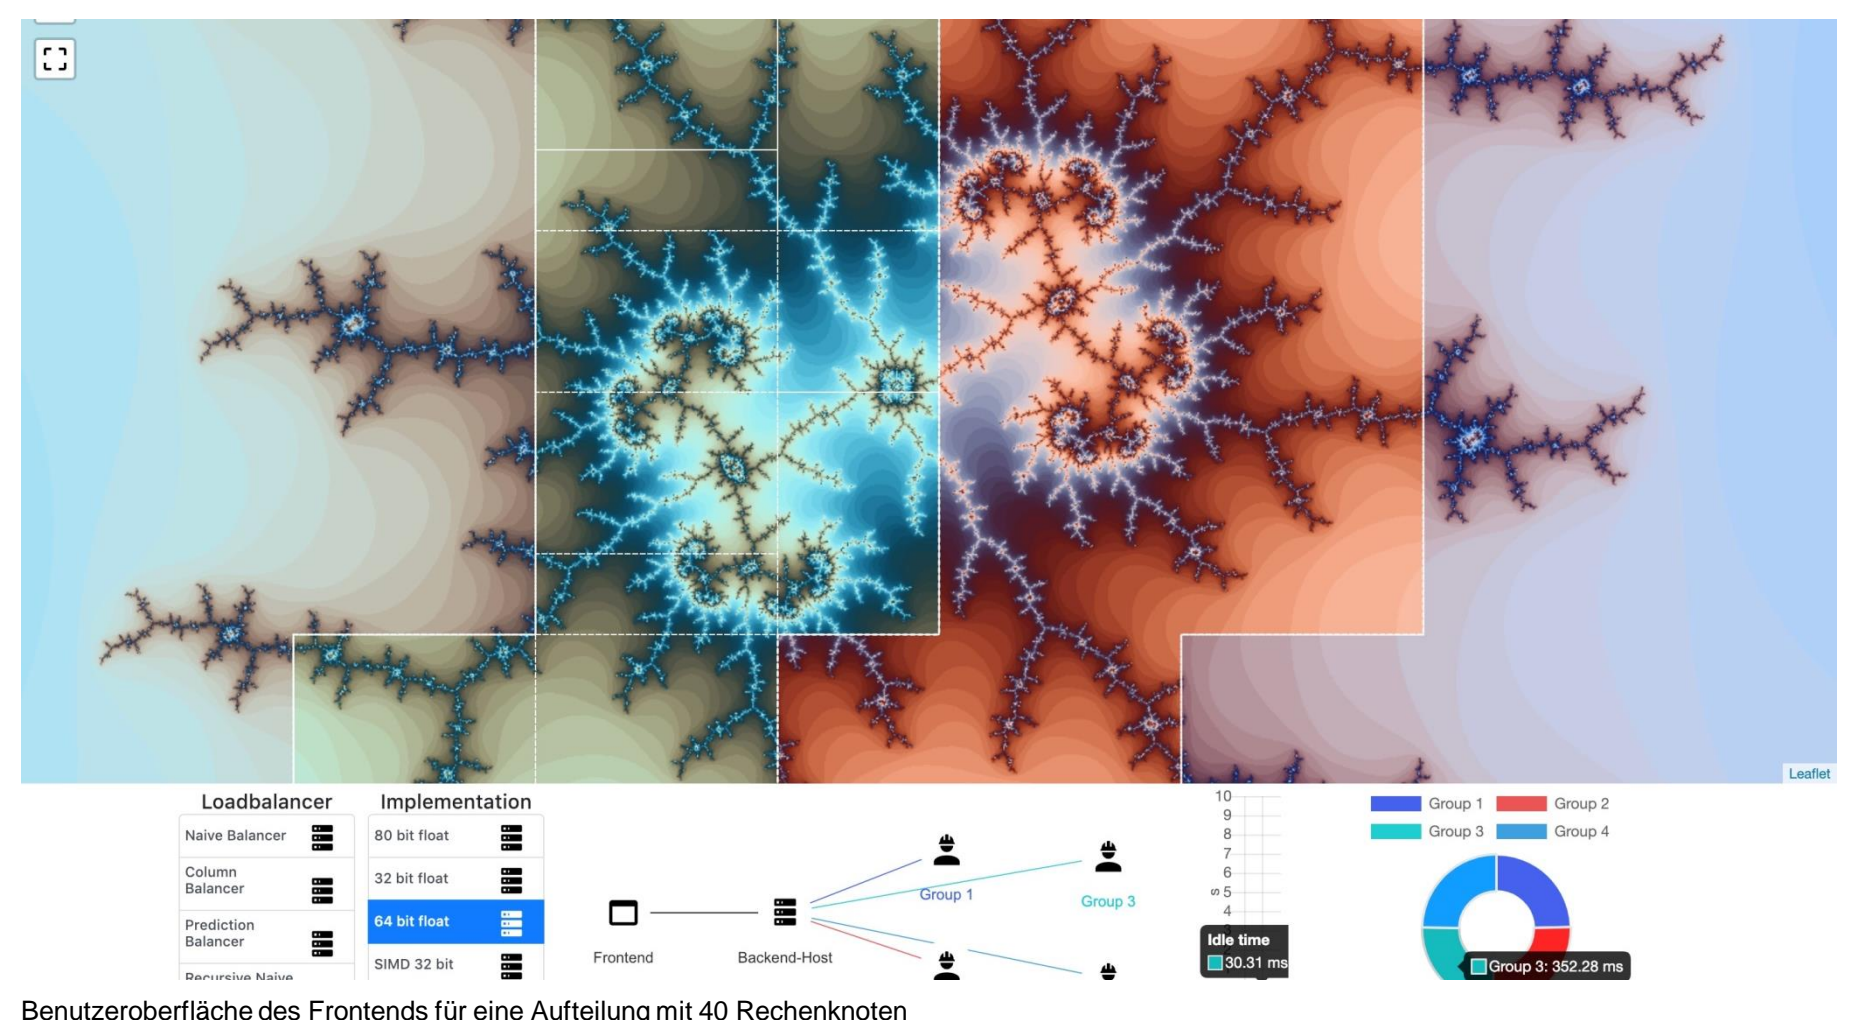 Leaflet
Loadbalancer
Naive Balancer
Column
Balancer
Prediction
Balancer
Recursive Naive
Implementation
80 bit float
32 bit float
64 bit float
SIMD 32 bit
Frontend
Backend-Host
Group 1
Group 3
10
9
8
7
6
5
4
s
Idle time
30.31 ms
Group 1
Group 2
Group 3
Group 4
Group 3: 352.28 ms
Benutzeroberfläche des Frontends für eine Aufteilung mit 40 Rechenknoten